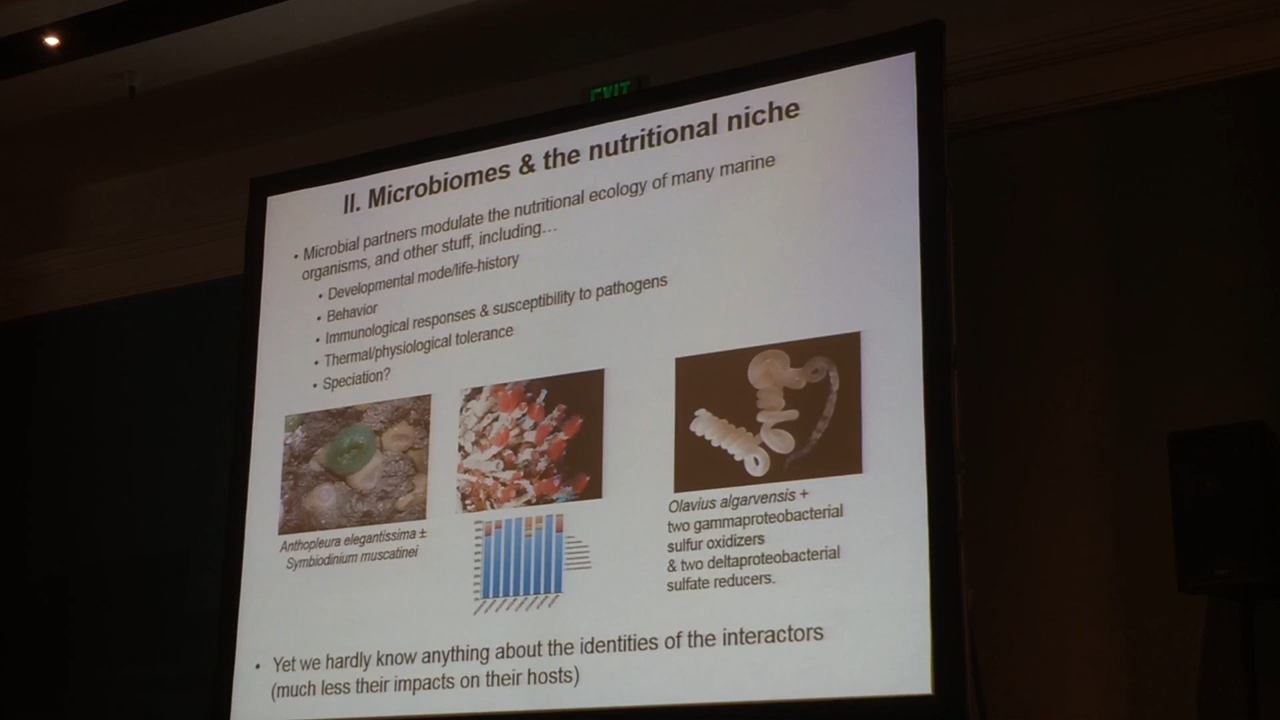 EXIT
II. Microbiomes & the nutritional niche
• Microbial partners modulate the nutritional ecology of many marine
organisms, and other stuff, including…
• Developmental mode/life-history
• Behavior
• Immunological responses & susceptibility to pathogens
• Thermal/physiological tolerance
• Speciation?
Anthopleura elegantissima ±
Symbiodinium muscatinei
Olavius algarvensis +
two gammaproteobacterial
sulfur oxidizers
& two deltaproteobacterial
sulfate reducers.
• Yet we hardly know anything about the identities of the interactors
(much less their impacts on their hosts)